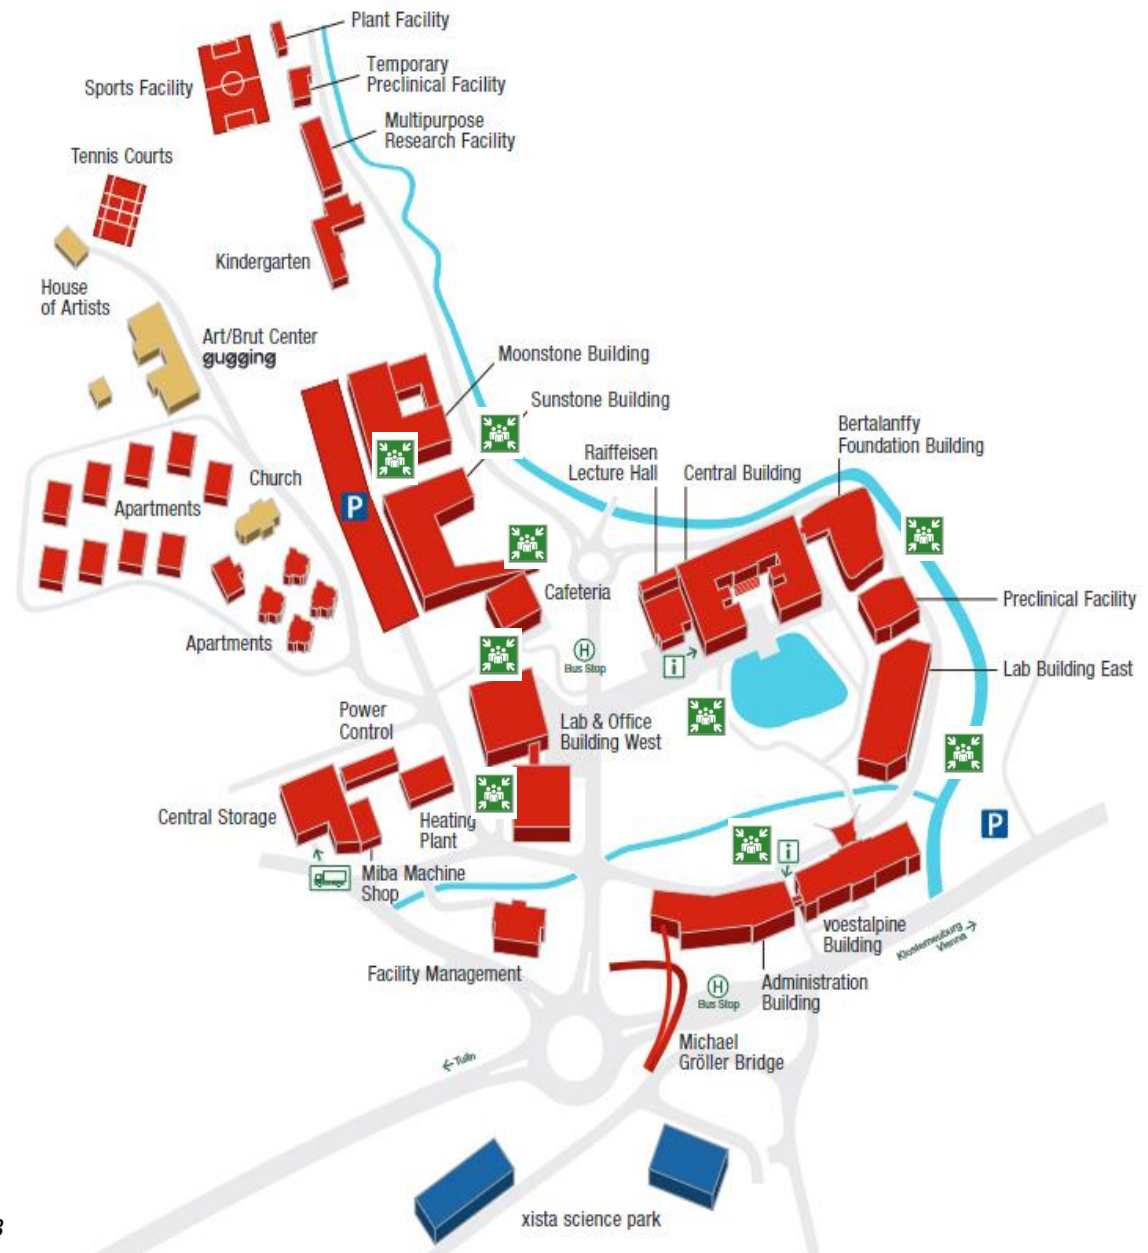 Plant Facility
Temporary
Preclinical Facility
Sports Facility
Multipurpose
Research Facility
Tennis Courts
Kindergarten
House
of Artists
Art/Brut Center
gugging
Moonstone Building
Sunstone Building
Bertalanffy
Foundation Building
Raiffeisen
Lecture Hall
Central Building
Church
Apartments
P
Cafeteria
Preclinical Facility
Apartments
H
Bus Stop
i
Lab Building East
Power
Control
Lab & Office
Building West
Central Storage
Heating
Plant
P
i
Miba Machine
Shop
voestalpine
Building
Klosterneuburg
Vienna
Facility Management
H
Bus Stop
Administration
Building
Michael
Gröller Bridge
Tulln
xista science park
3